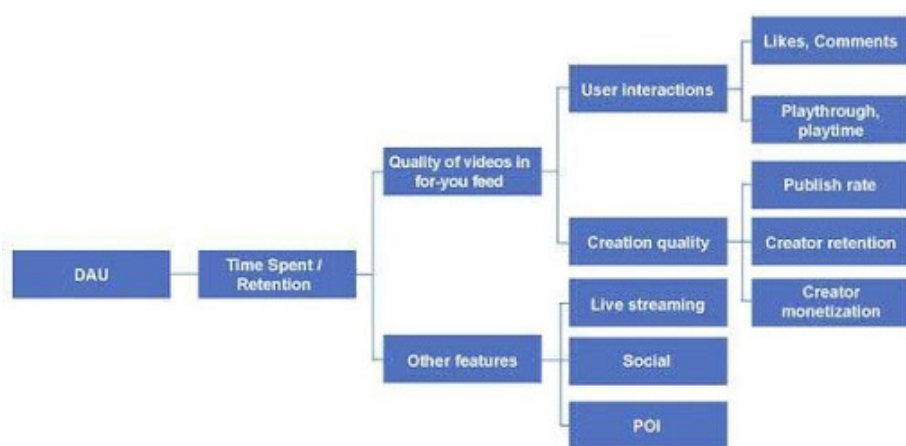 DAU
Time Spent /
Retention
Quality of videos in
for-you feed
User interactions
Likes, Comments
Playthrough,
playtime
Creation quality
Publish rate
Creator retention
Creator
monetization
Other features
Live streaming
Social
POI